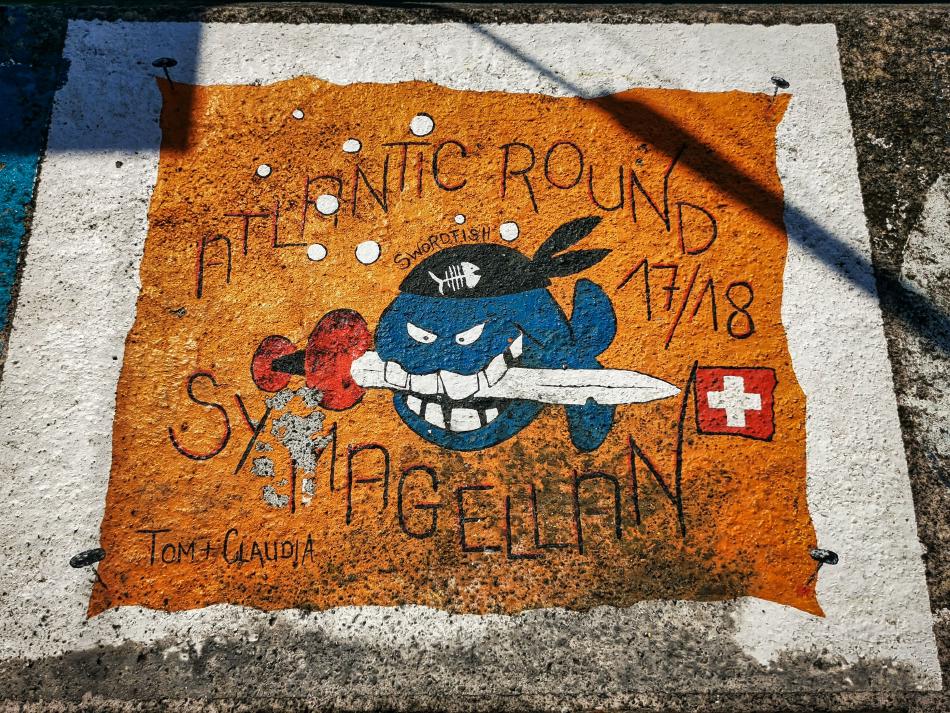 ATLANTIC ROUND
17/18
SWORDFISH
SY MAGELLAN
TOM + CLAUDIA